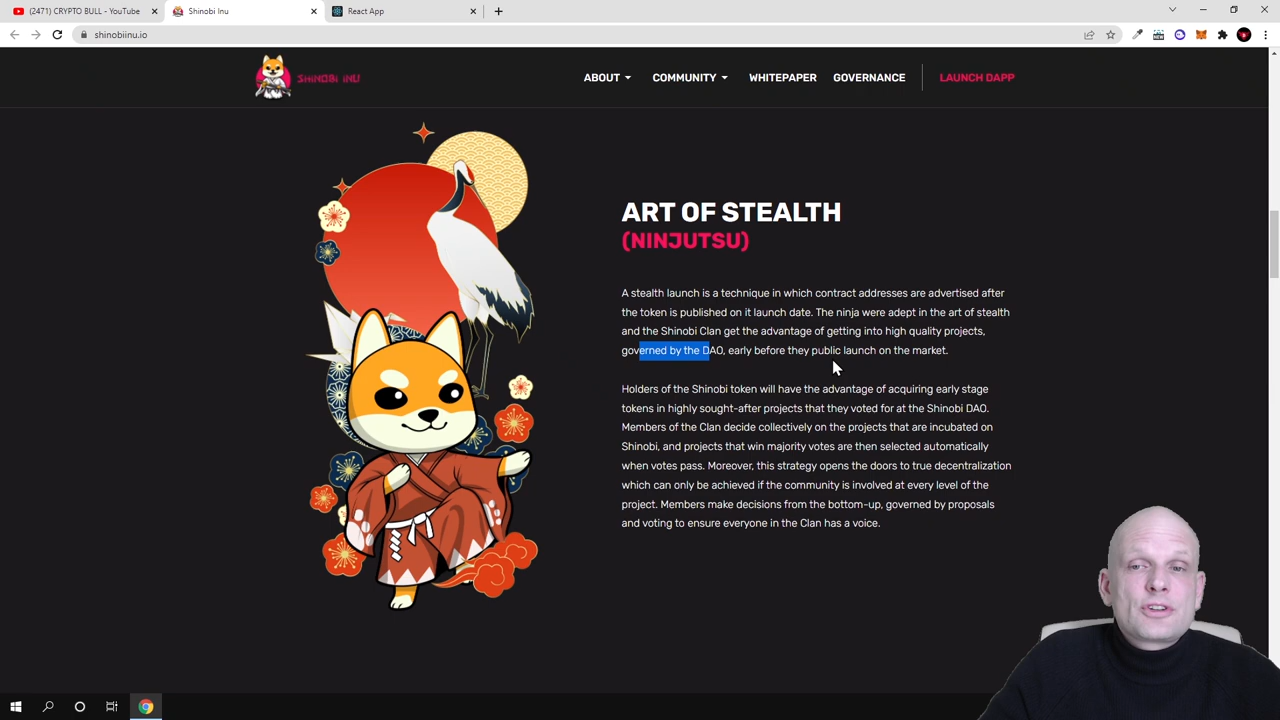 (2471) CRYPTO BULL - YouTube
Shinobi Inu
React App
shinobiinu.io
SHINOBI INU
ABOUT
COMMUNITY
WHITEPAPER
GOVERNANCE
LAUNCH DAPP
ART OF STEALTH
(NINJUTSU)
A stealth launch is a technique in which contract addresses are advertised after
the token is published on it launch date. The ninja were adept in the art of stealth
and the Shinobi Clan get the advantage of getting into high quality projects,
governed by the DAO, early before they public launch on the market.
Holders of the Shinobi token will have the advantage of acquiring early stage
tokens in highly sought-after projects that they voted for at the Shinobi DAO.
Members of the Clan decide collectively on the projects that are incubated on
Shinobi, and projects that win majority votes are then selected automatically
when votes pass. Moreover, this strategy opens the doors to true decentralization
which can only be achieved if the community is involved at every level of the
project. Members make decisions from the bottom-up, governed by proposals
and voting to ensure everyone in the Clan has a voice.